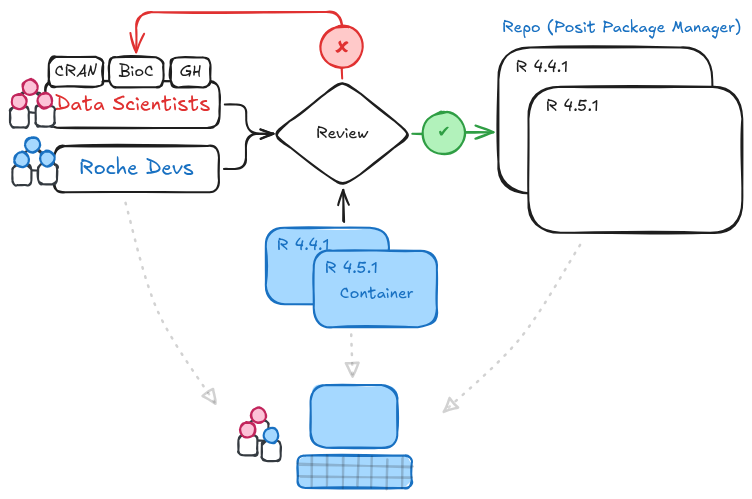 Repo (Posit Package Manager)
CRAN
BioC
GH
Data Scientists
Roche Devs
Review
R 4.4.1
R 4.5.1
R 4.4.1
R 4.5.1
Container